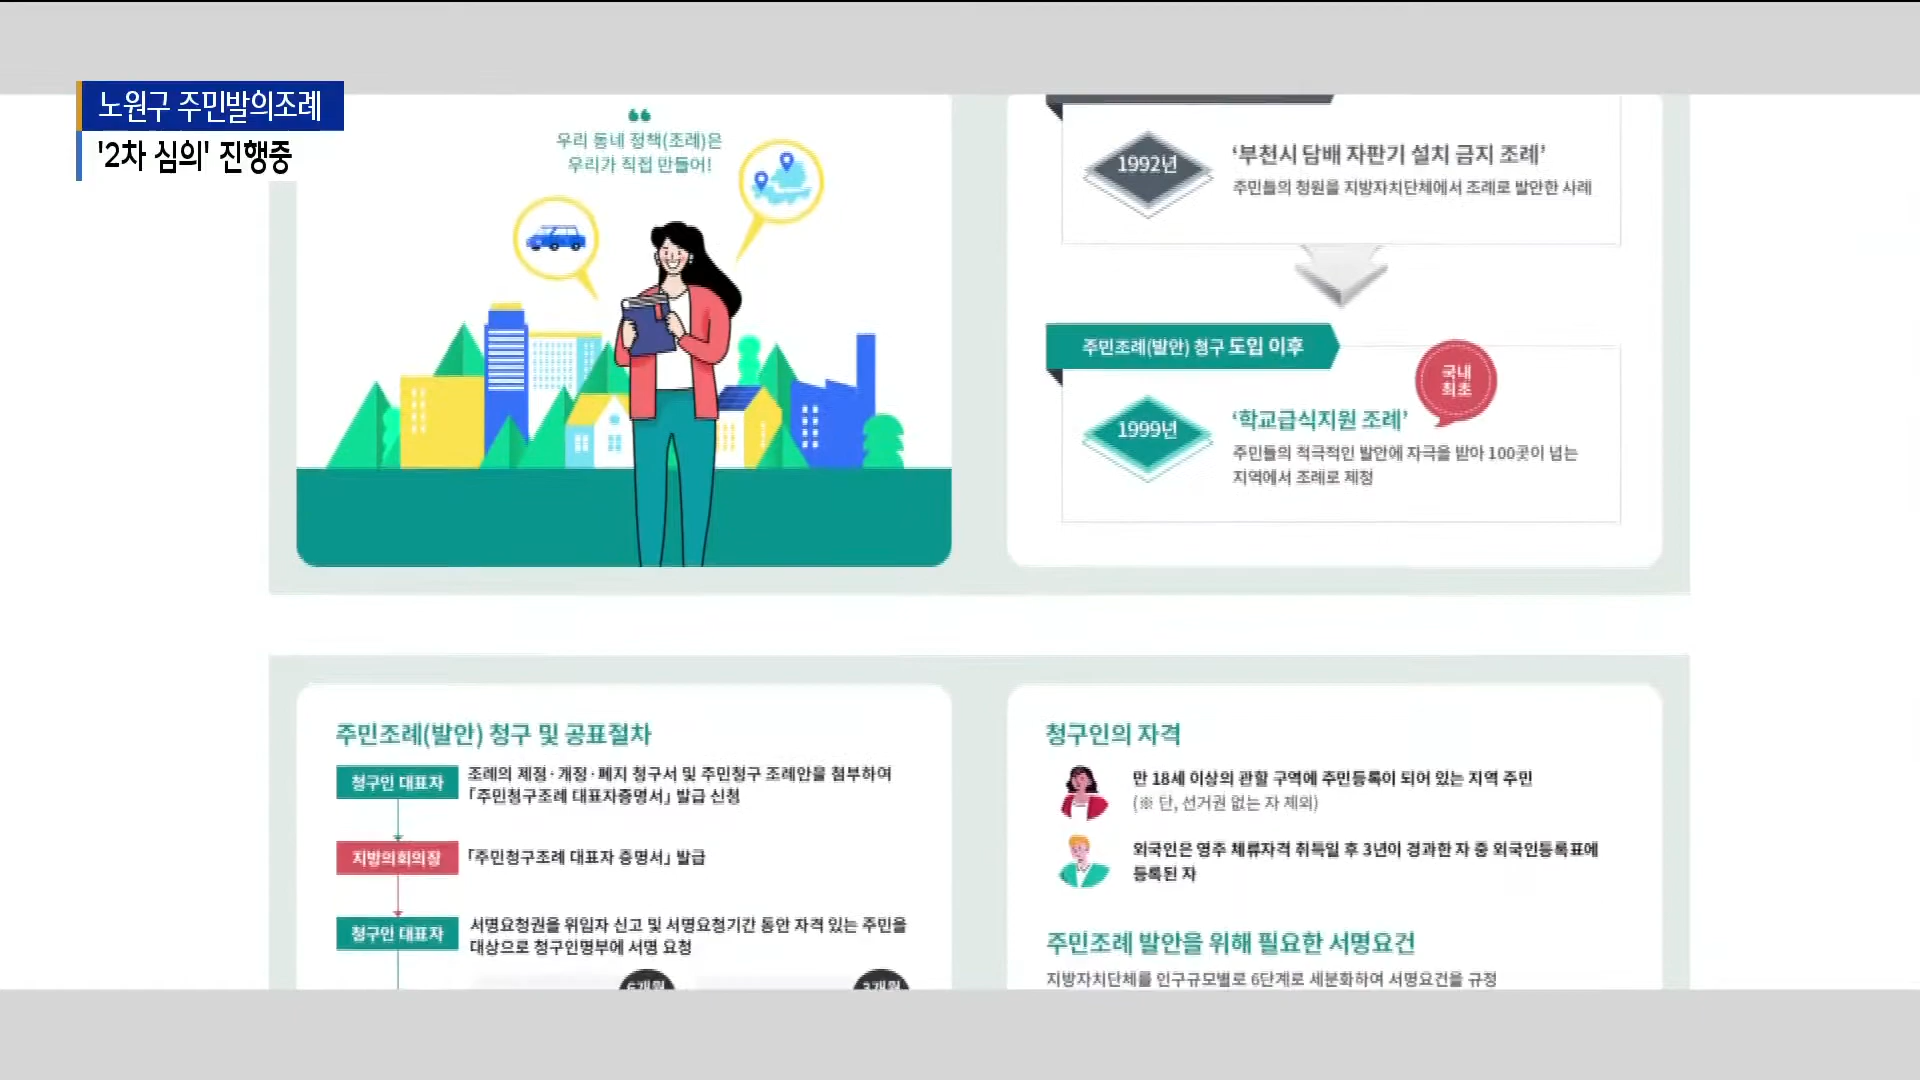 노원구 주민발의조례
'2차 심의' 진행중
우리 동네 정책(조례)은
우리가 직접 만들어!
1992년
‘부천시 담배 자판기 설치 금지 조례’
주민들의 청원을 지방자치단체에서 조례로 발안한 사례
주민조례(발안) 청구 도입 이후
국내
최초
1999년
‘학교급식지원 조례’
주민들의 적극적인 발안에 자극을 받아 100곳이 넘는
지역에서 조례로 제정
주민조례(발안) 청구 및 공표절차
청구인 대표자
조례의 제정·개정·폐지 청구서 및 주민청구 조례안을 첨부하여
「주민청구조례 대표자증명서」 발급 신청
지방의회의장
「주민청구조례 대표자 증명서」 발급
청구인 대표자
서명요청권을 위임자 신고 및 서명요청기간 동안 자격 있는 주민을
대상으로 청구인명부에 서명 요청
6개월
3개월
청구인의 자격
만 18세 이상의 관할 구역에 주민등록이 되어 있는 지역 주민
(※ 단, 선거권 없는 자 제외)
외국인은 영주 체류자격 취득일 후 3년이 경과한 자 중 외국인등록표에
등록된 자
주민조례 발안을 위해 필요한 서명요건
지방자치단체를 인구규모별로 6단계로 세분화하여 서명요건을 규정